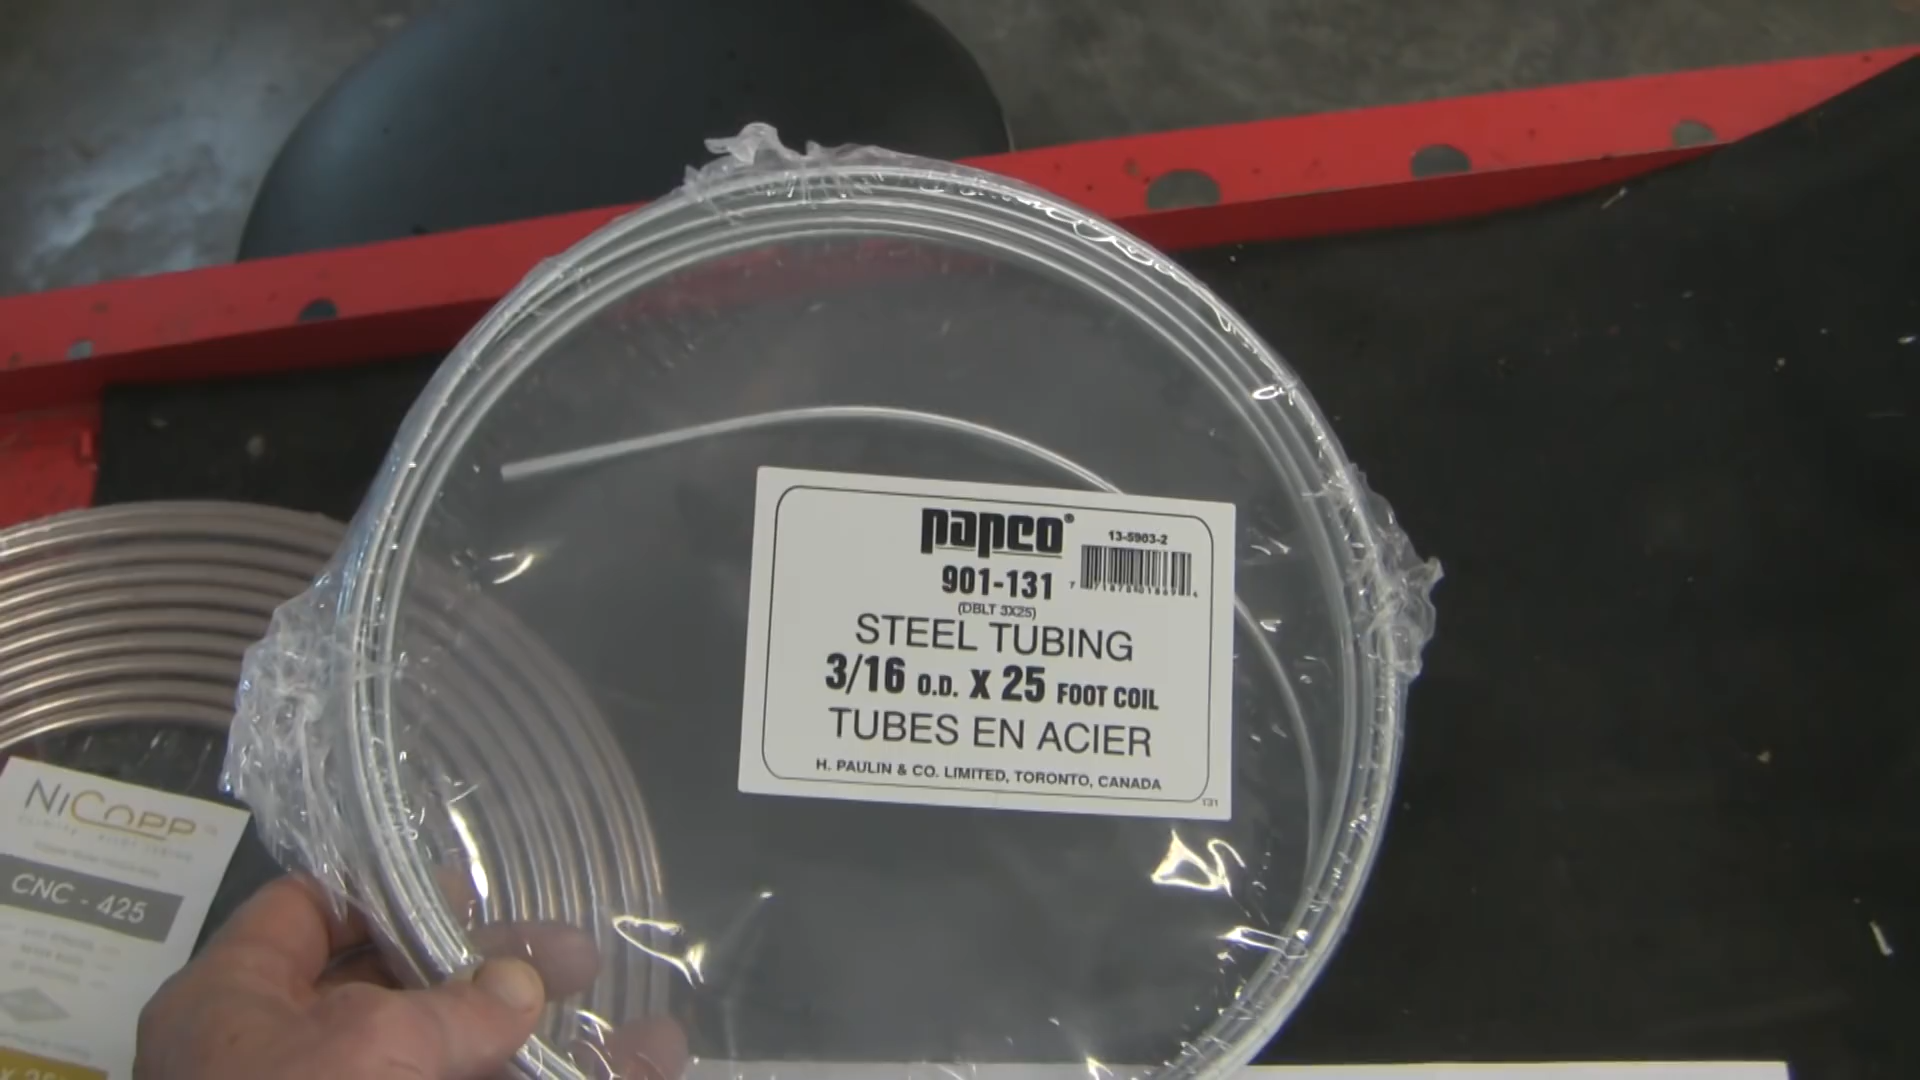 papco®
13-5903-2
901-131
(DBLT 3X25)
STEEL TUBING
3/16 O.D. X 25 FOOT COIL
TUBES EN ACIER
H. PAULIN & CO. LIMITED, TORONTO, CANADA
131
NiCopp
CNC - 425